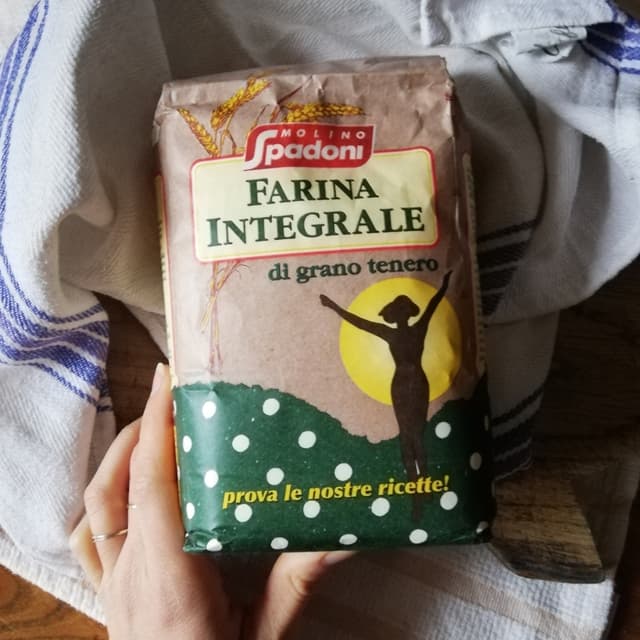 MOLINO
Spadoni
FARINA
INTEGRALE
di grano tenero
prova le nostre ricette!